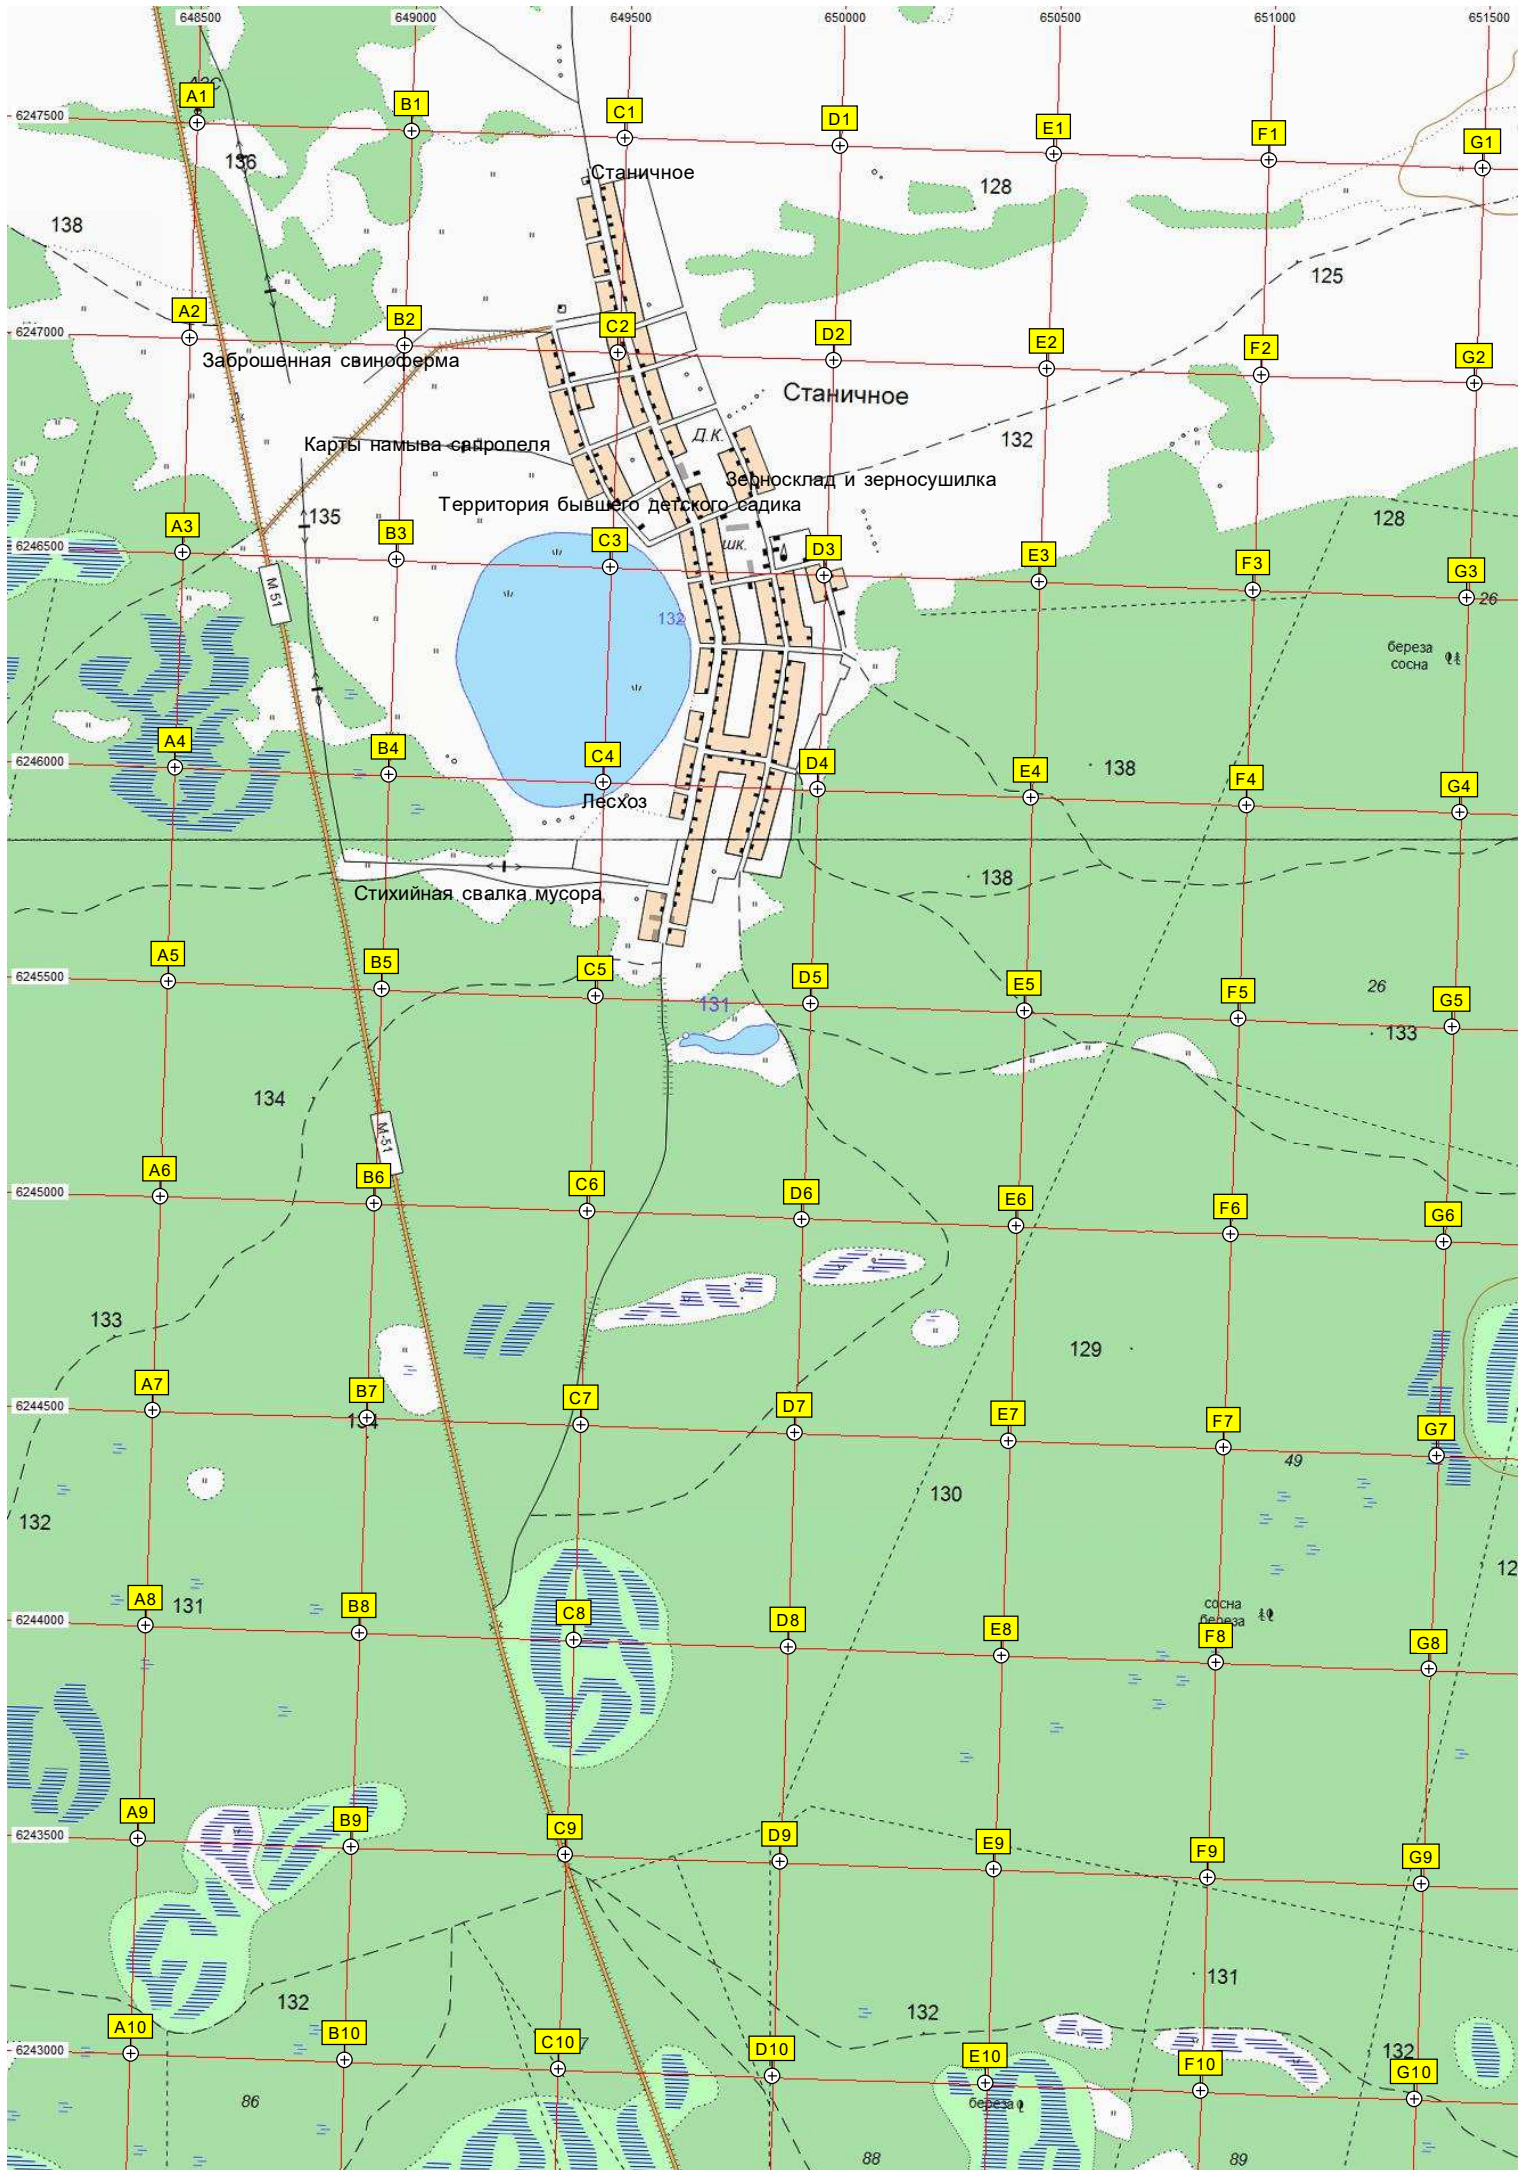 648500 649000 649500 650000 650500 651000 651500
A1 B1 C1 D1 E1 F1 G1
6247500
136
Станичное
128
138
125
A2 B2 C2 D2 E2 F2 G2
6247000
Заброшенная свиноферма
Станичное
Д.К.
132
Карты намыва сапропеля
Зерносклад и зерносушилка
Территория бывшего детского садика
135
128
A3 B3 C3 D3 E3 F3 G3
6246500
шк.
М 51
26
132
береза
сосна
A4 B4 C4 D4 E4 F4 G4
6246000
138
Лесхоз
138
Стихийная свалка мусора
A5 B5 C5 D5 E5 F5 G5
6245500
26
131
133
134
М-51
A6 B6 C6 D6 E6 F6 G6
6245000
133
129
A7 B7 C7 D7 E7 F7 G7
6244500
134
49
130
132
12
A8 B8 C8 D8 E8 F8 G8
6244000
131
сосна
береза
A9 B9 C9 D9 E9 F9 G9
6243500
131
132
132
132
A10 B10 C10 D10 E10 F10 G10
6243000
7
86
береза
88
89